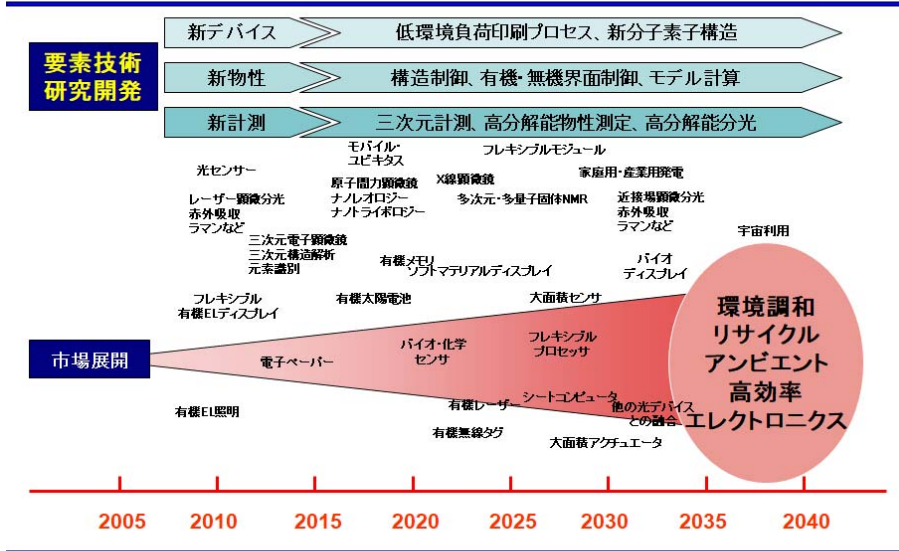 要素技術
研究開発
新デバイス
低環境負荷印刷プロセス、新分子素子構造
新物性
構造制御、有機・無機界面制御、モデル計算
新計測
三次元計測、高分解能物性測定、高分解能分光
モバイル・
ユビキタス
フレキシブルモジュール
光センサー
家庭用・産業用発電
原子間力顕微鏡
ナノレオロジー
ナノトライボロジー
X線顕微鏡
多次元・多量子固体NMR
レーザー顕微分光
赤外吸収
ラマンなど
近接場顕微分光
赤外吸収
ラマンなど
宇宙利用
三次元電子顕微鏡
三次元構造解析
元素識別
有機メモリ
ソフトマテリアルディスプレイ
バイオ
ディスプレイ
フレキシブル
有機ELディスプレイ
有機太陽電池
大面積センサ
市場展開
電子ペーパー
バイオ・化学
センサ
フレキシブル
プロセッサ
環境調和
リサイクル
アンビエント
高効率
エレクトロニクス
有機EL照明
有機レーザー
シートコンピュータ
他の光デバイス
との融合
有機無線タグ
大面積アクチュエータ
2005
2010
2015
2020
2025
2030
2035
2040